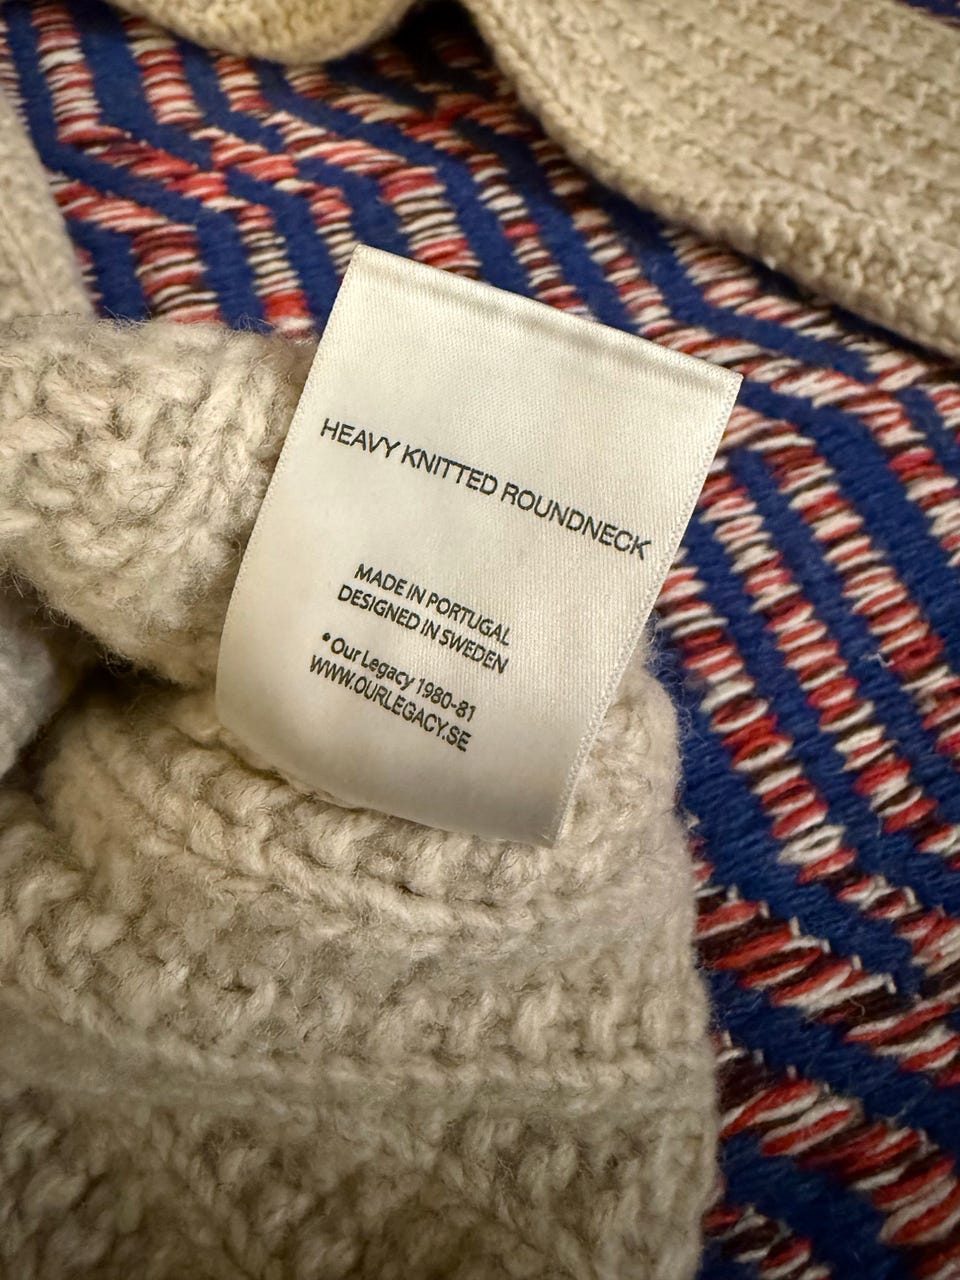 HEAVY KNITTED ROUNDNECK
MADE IN PORTUGAL
DESIGNED IN SWEDEN
*Our Legacy 1980-81
WWW.OURLEGACY.SE